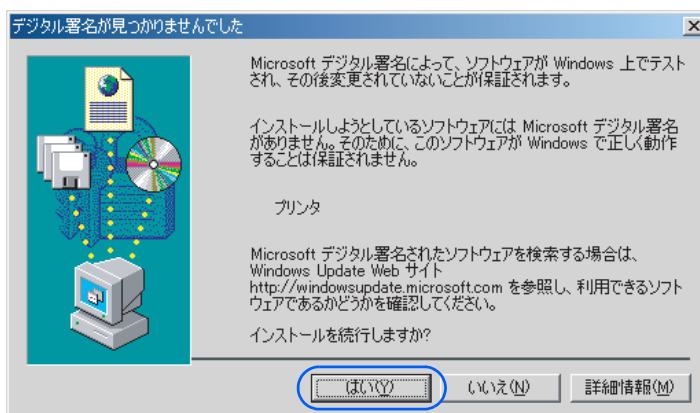 デジタル署名が見つかりませんでした
Microsoft デジタル署名によって、ソフトウェアが Windows 上でテスト
され、その後変更されていないことが保証されます。
インストールしようとしているソフトウェアには Microsoft デジタル署名
がありません。そのために、このソフトウェアが Windows で正しく動作
することは保証されません。
プリンタ
Microsoft デジタル署名されたソフトウェアを検索する場合は、
Windows Update Web サイト
http://windowsupdate.microsoft.com を参照し、利用できるソフト
ウェアであるかどうかを確認してください。
インストールを続行しますか?
はい(Y) いいえ(N) 詳細情報(M)